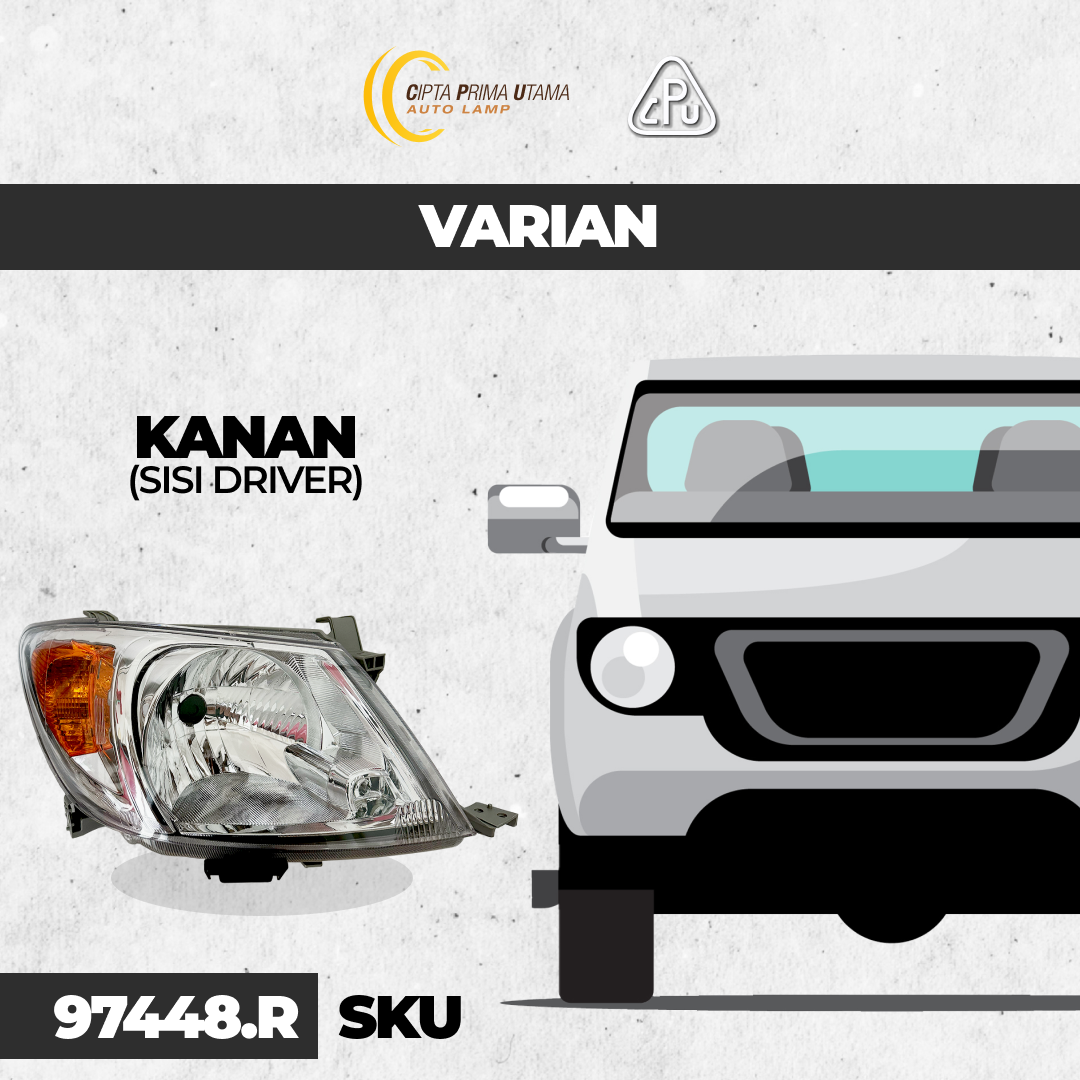 CIPTA PRIMA UTAMA
AUTO LAMP
CPU
VARIAN
KANAN
(SISI DRIVER)
97448.R SKU